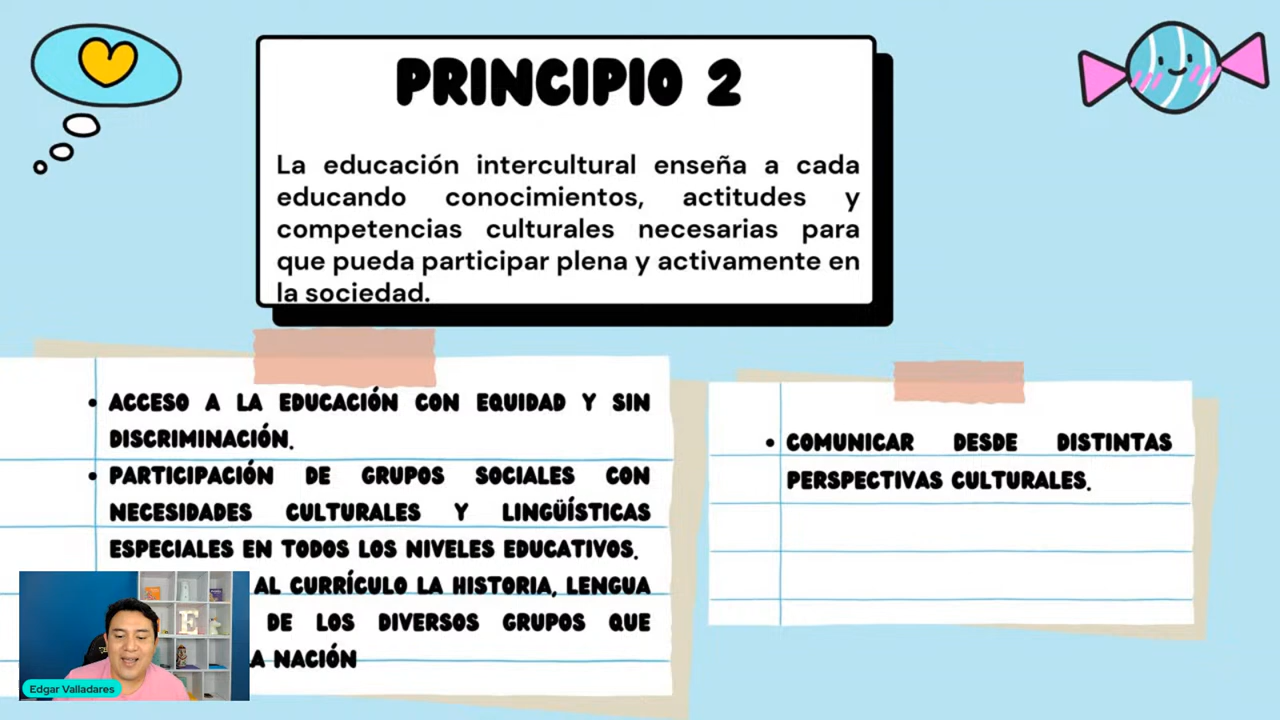 PRINCIPIO 2
La educación intercultural enseña a cada
educando conocimientos, actitudes y
competencias culturales necesarias para
que pueda participar plena y activamente en
la sociedad.
• ACCESO A LA EDUCACIÓN CON EQUIDAD Y SIN
DISCRIMINACIÓN.
• PARTICIPACIÓN DE GRUPOS SOCIALES CON
NECESIDADES CULTURALES Y LINGÜÍSTICAS
ESPECIALES EN TODOS LOS NIVELES EDUCATIVOS.
AL CURRÍCULO LA HISTORIA, LENGUA
DE LOS DIVERSOS GRUPOS QUE
A NACIÓN
• COMUNICAR DESDE DISTINTAS
PERSPECTIVAS CULTURALES.
E
Edgar Valladares